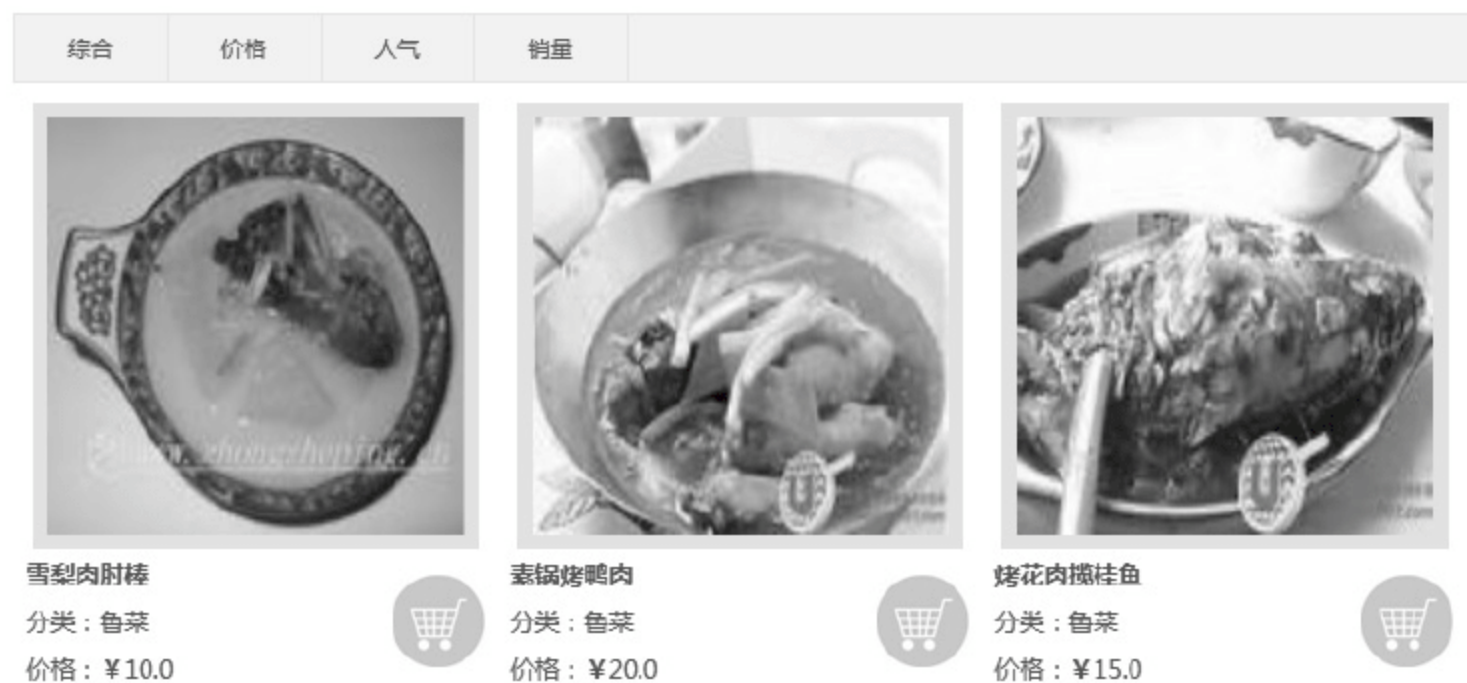 综合 价格 人气 销量
雪梨肉肘棒
分类：鲁菜
价格：¥10.0
素锅烤鸭肉
分类：鲁菜
价格：¥20.0
烤花肉揽桂鱼
分类：鲁菜
价格：¥15.0